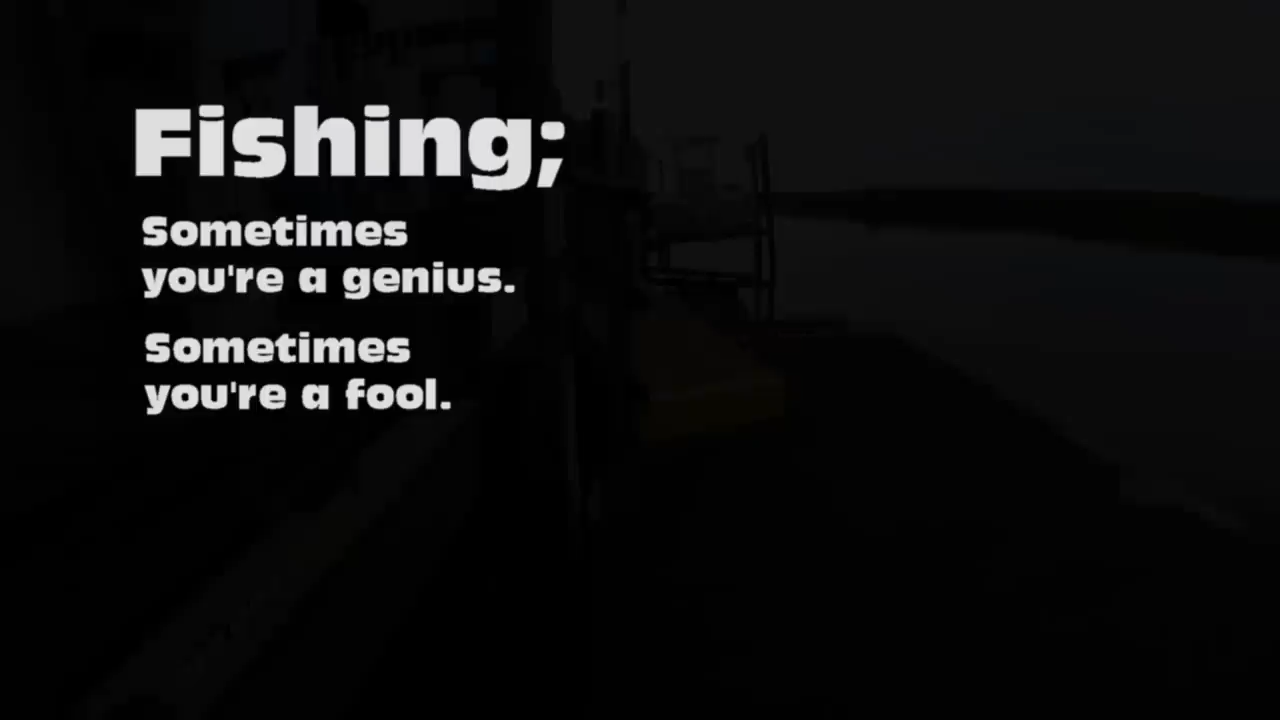 Fishing;
Sometimes
you're a genius.
Sometimes
you're a fool.